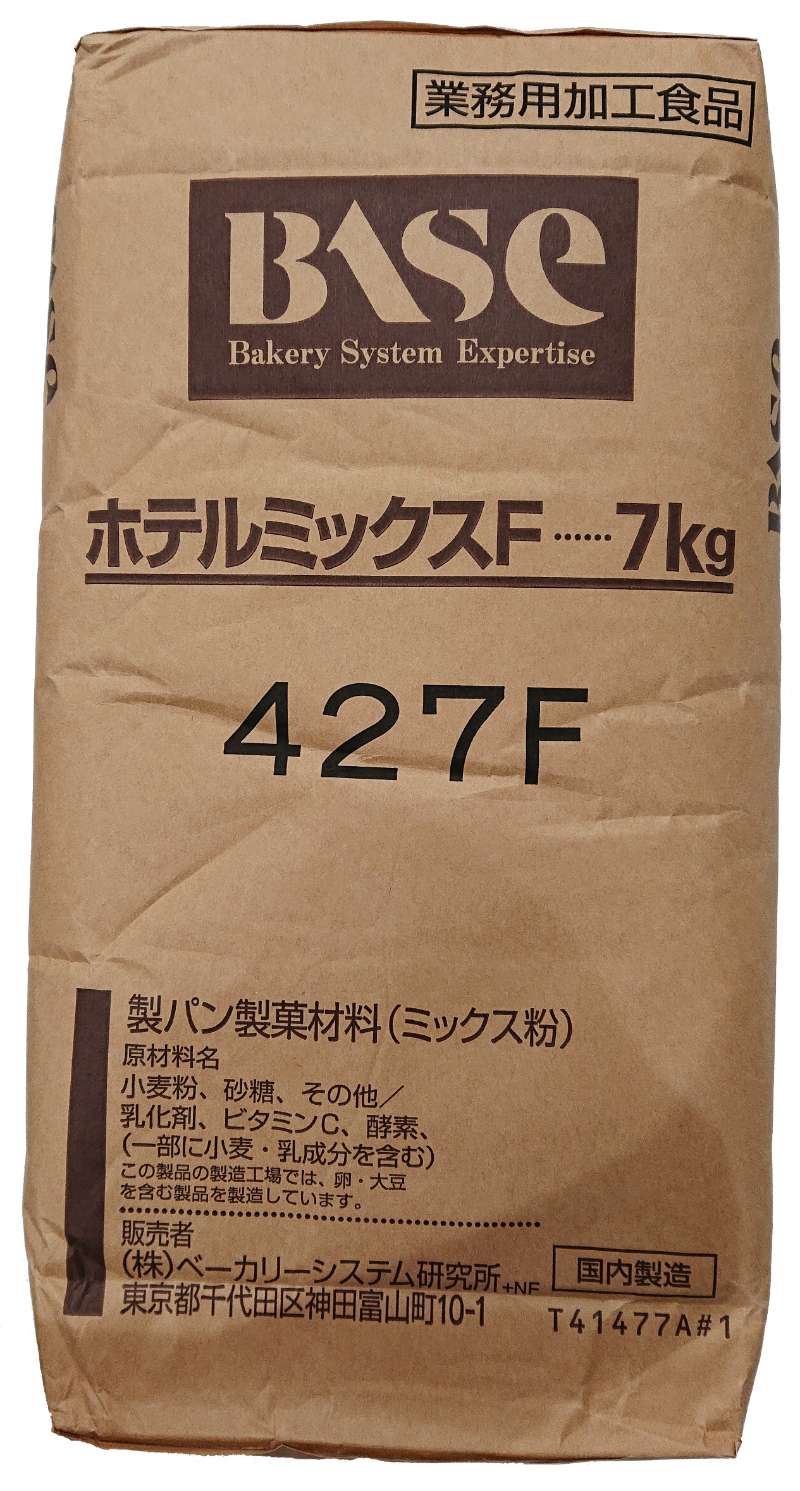 業務用加工食品
BASE
Bakery System Expertise
ホテルミックスF……7kg
427F
製パン製菓材料(ミックス粉)
原材料名
小麦粉、砂糖、その他/
乳化剤、ビタミンC、酵素、
(一部に小麦・乳成分を含む)
この製品の製造工場では、卵・大豆
を含む製品を製造しています。
販売者
(株)ベーカリーシステム研究所+NF
東京都千代田区神田富山町10-1
国内製造
T41477A#1
BASE